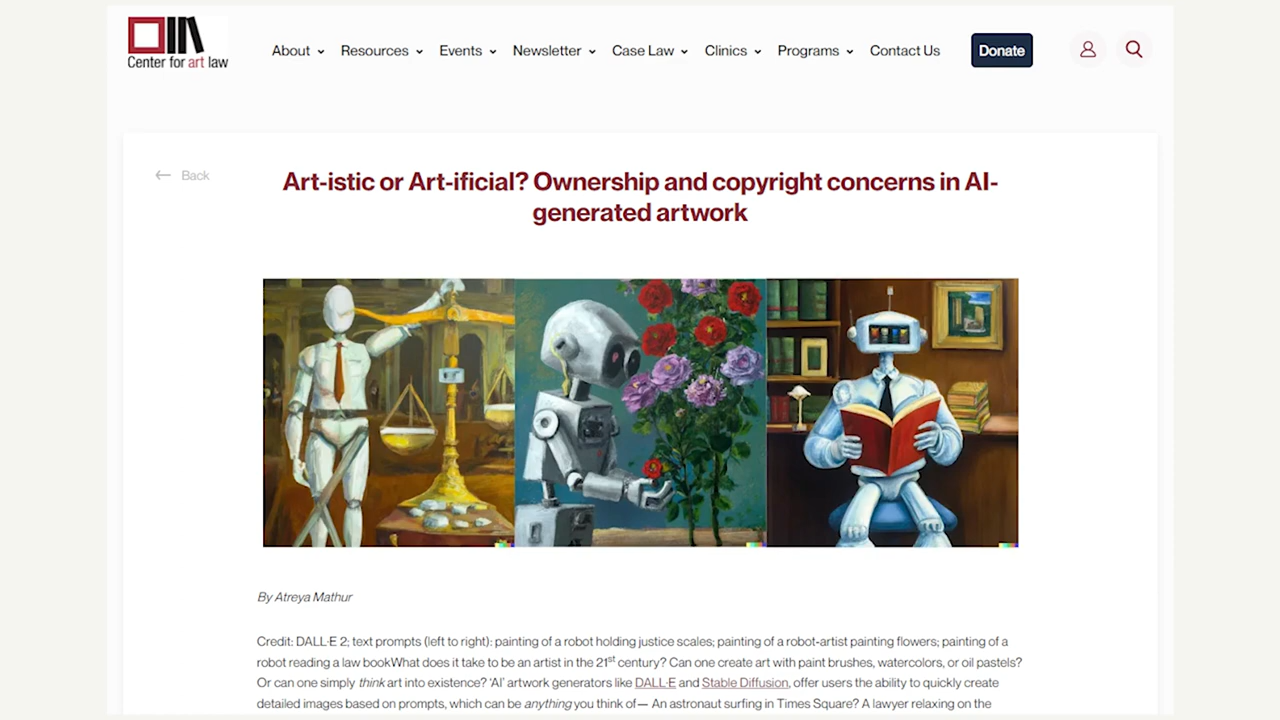 Center for art law
About Resources Events Newsletter Case Law Clinics Programs Contact Us Donate
Back
Art-istic or Art-ificial? Ownership and copyright concerns in AI-
generated artwork
By Atreya Mathur
Credit: DALL·E 2; text prompts (left to right): painting of a robot holding justice scales; painting of a robot-artist painting flowers; painting of a
robot reading a law bookWhat does it take to be an artist in the 21st century? Can one create art with paint brushes, watercolors, or oil pastels?
Or can one simply think art into existence? ‘AI’ artwork generators like DALL·E and Stable Diffusion, offer users the ability to quickly create
detailed images based on prompts, which can be anything you think of— An astronaut surfing in Times Square? A lawyer relaxing on the